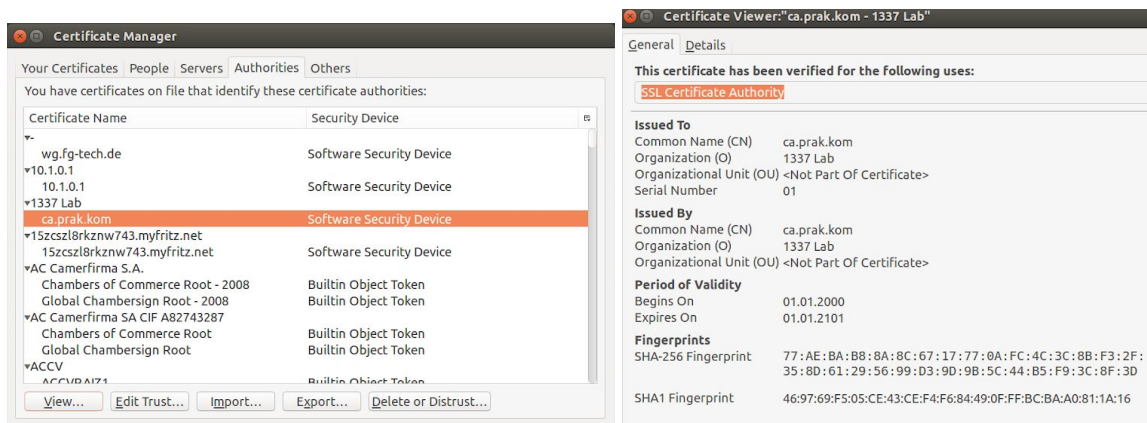 Certificate Manager
Your Certificates People Servers Authorities Others
You have certificates on file that identify these certificate authorities:
Certificate Name Security Device
-
wg.fg-tech.de Software Security Device
10.1.0.1
10.1.0.1 Software Security Device
1337 Lab
ca.prak.kom Software Security Device
15zcszl8rkznw743.myfritz.net
15zcszl8rkznw743.myfritz.net Software Security Device
AC Camerfirma S.A.
Chambers of Commerce Root - 2008 Builtin Object Token
Global Chambersign Root - 2008 Builtin Object Token
AC Camerfirma SA CIF A82743287
Chambers of Commerce Root Builtin Object Token
Global Chambersign Root Builtin Object Token
ACCV
ACCVRAIZ1 Builtin Object Token
View... Edit Trust... Import... Export... Delete or Distrust...
Certificate Viewer:"ca.prak.kom - 1337 Lab"
General Details
This certificate has been verified for the following uses:
SSL Certificate Authority
Issued To
Common Name (CN) ca.prak.kom
Organization (O) 1337 Lab
Organizational Unit (OU) <Not Part Of Certificate>
Serial Number 01
Issued By
Common Name (CN) ca.prak.kom
Organization (O) 1337 Lab
Organizational Unit (OU) <Not Part Of Certificate>
Period of Validity
Begins On 01.01.2000
Expires On 01.01.2101
Fingerprints
SHA-256 Fingerprint 77:AE:BA:B8:8A:8C:67:17:77:0A:FC:4C:3C:8B:F3:2F:
35:8D:61:29:56:99:D3:9D:9B:5C:44:B5:F9:3C:8F:3D
SHA1 Fingerprint 46:97:69:F5:05:CE:43:CE:F4:F6:84:49:0F:FF:BC:BA:A0:81:1A:16